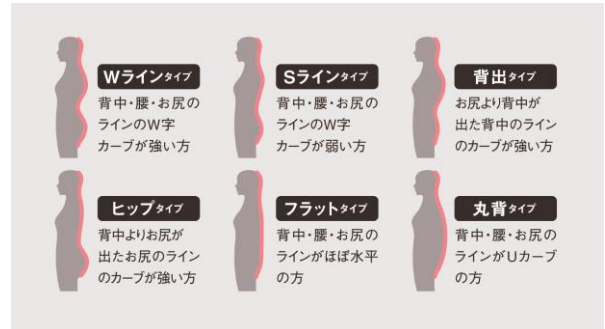 Wラインタイプ
背中・腰・お尻の
ラインのW字
カーブが強い方
Sラインタイプ
背中・腰・お尻の
ラインのW字
カーブが弱い方
背出タイプ
お尻より背中が
出た背中のライン
のカーブが強い方
ヒップタイプ
背中よりお尻が
出たお尻のライン
のカーブが強い方
フラットタイプ
背中・腰・お尻の
ラインがほぼ水平
の方
丸背タイプ
背中・腰・お尻の
ラインがUカーブ
の方